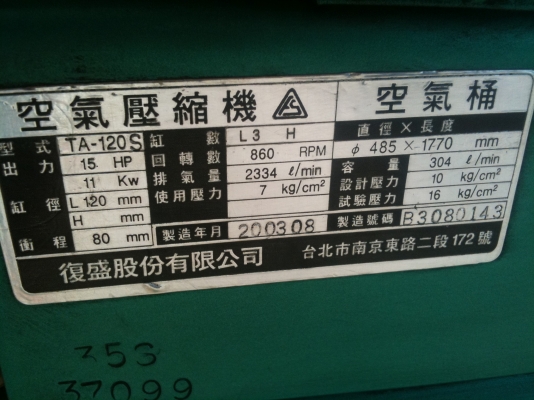 空氣壓縮機
空氣桶
型式 TA-120S 缸數 L3 H
出力 15 HP 回轉數 860 RPM
11 Kw 排氣量 2334 ℓ/min
缸徑 L 120 mm 使用壓力 7 kg/cm²
H mm
衝程 80 mm 製造年月 200308
直徑×長度
φ 485 × 1770 mm
容量 304 ℓ/min
設計壓力 10 kg/cm²
試驗壓力 16 kg/cm²
製造號碼 B3080143
復盛股份有限公司 台北市南京東路二段172號
353
37099